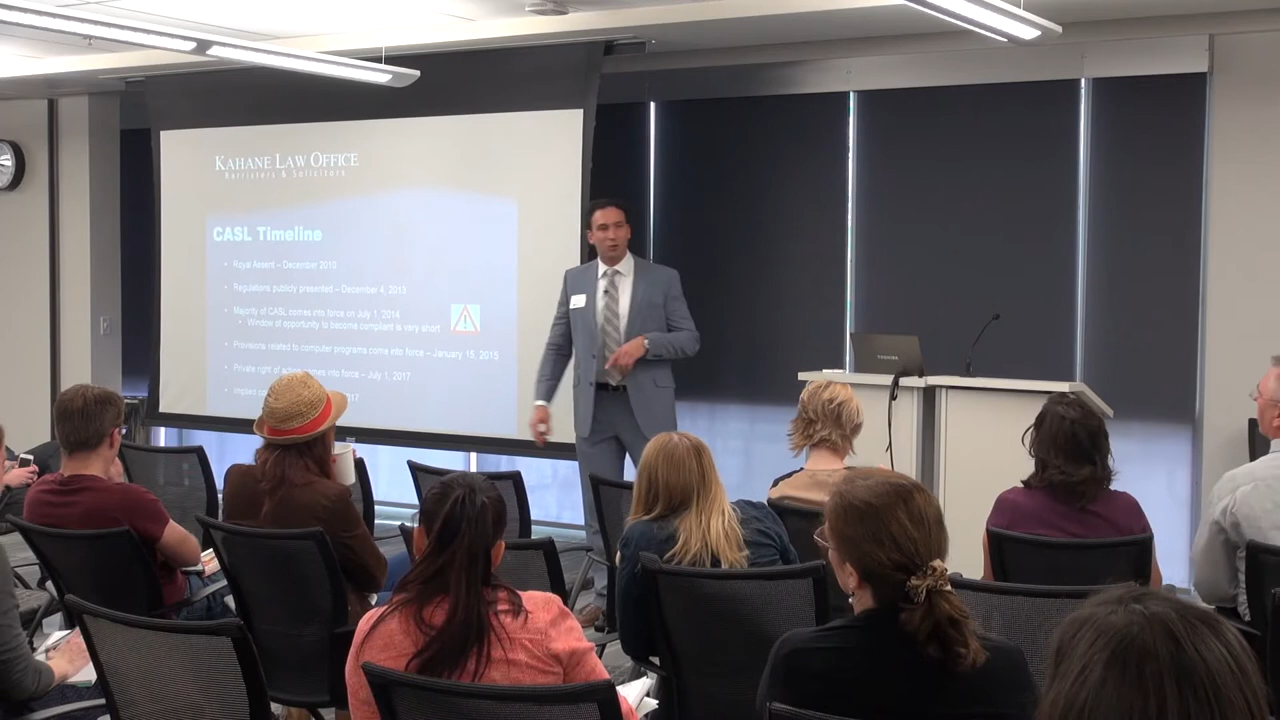 KAHANE LAW OFFICE
Barristers & Solicitors
CASL Timeline
• Royal Assent – December 2010
• Regulations publicly presented – December 4, 2013
• Majority of CASL comes into force on July 1, 2014
• Window of opportunity to become compliant is very short
• Provisions related to computer programs come into force – January 15, 2015
• Private right of action comes into force – July 1, 2017
• Implied
TOSHIBA